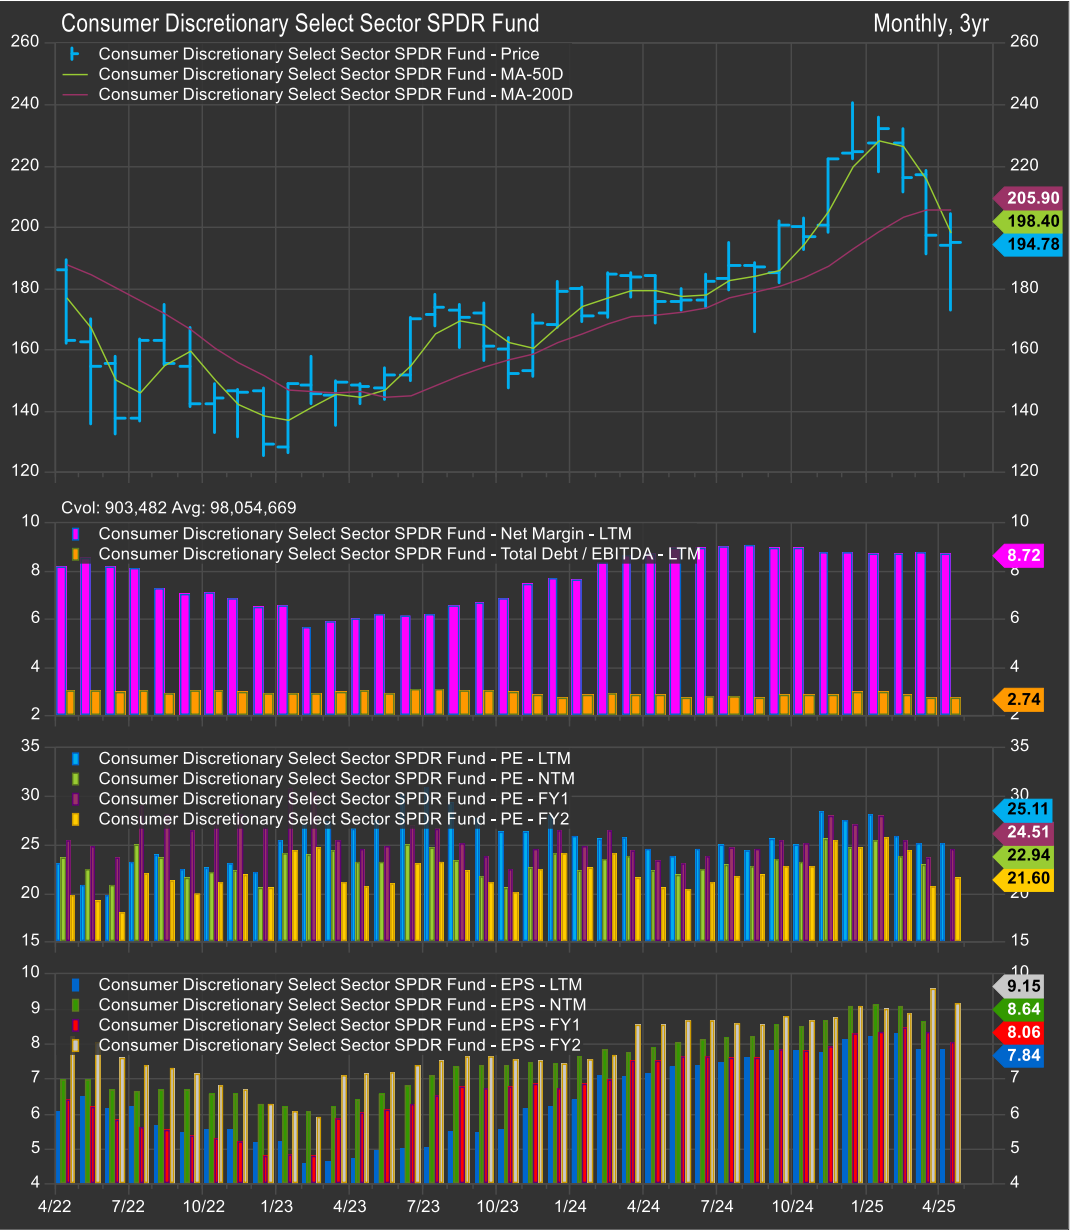 Consumer Discretionary Select Sector SPDR Fund Monthly, 3yr
260 260
Consumer Discretionary Select Sector SPDR Fund - Price
Consumer Discretionary Select Sector SPDR Fund - MA-50D
Consumer Discretionary Select Sector SPDR Fund - MA-200D
240 240
220 220
205.90
200
198.40
194.78
180 180
160 160
140 140
120 120
Cvol: 903,482 Avg: 98,054,669
10 10
Consumer Discretionary Select Sector SPDR Fund - Net Margin - LTM
Consumer Discretionary Select Sector SPDR Fund - Total Debt / EBITDA - LTM
8.72
8 8
6 6
4 4
2.74
2 2
35 35
Consumer Discretionary Select Sector SPDR Fund - PE - LTM
Consumer Discretionary Select Sector SPDR Fund - PE - NTM
30 30
Consumer Discretionary Select Sector SPDR Fund - PE - FY1
25.11
Consumer Discretionary Select Sector SPDR Fund - PE - FY2
24.51
25
22.94
21.60
20 20
15 15
10 10
Consumer Discretionary Select Sector SPDR Fund - EPS - LTM
9.15
Consumer Discretionary Select Sector SPDR Fund - EPS - NTM
9
8.64
Consumer Discretionary Select Sector SPDR Fund - EPS - FY1
8.06
Consumer Discretionary Select Sector SPDR Fund - EPS - FY2
8
7.84
7 7
6 6
5 5
4 4
4/22 7/22 10/22 1/23 4/23 7/23 10/23 1/24 4/24 7/24 10/24 1/25 4/25